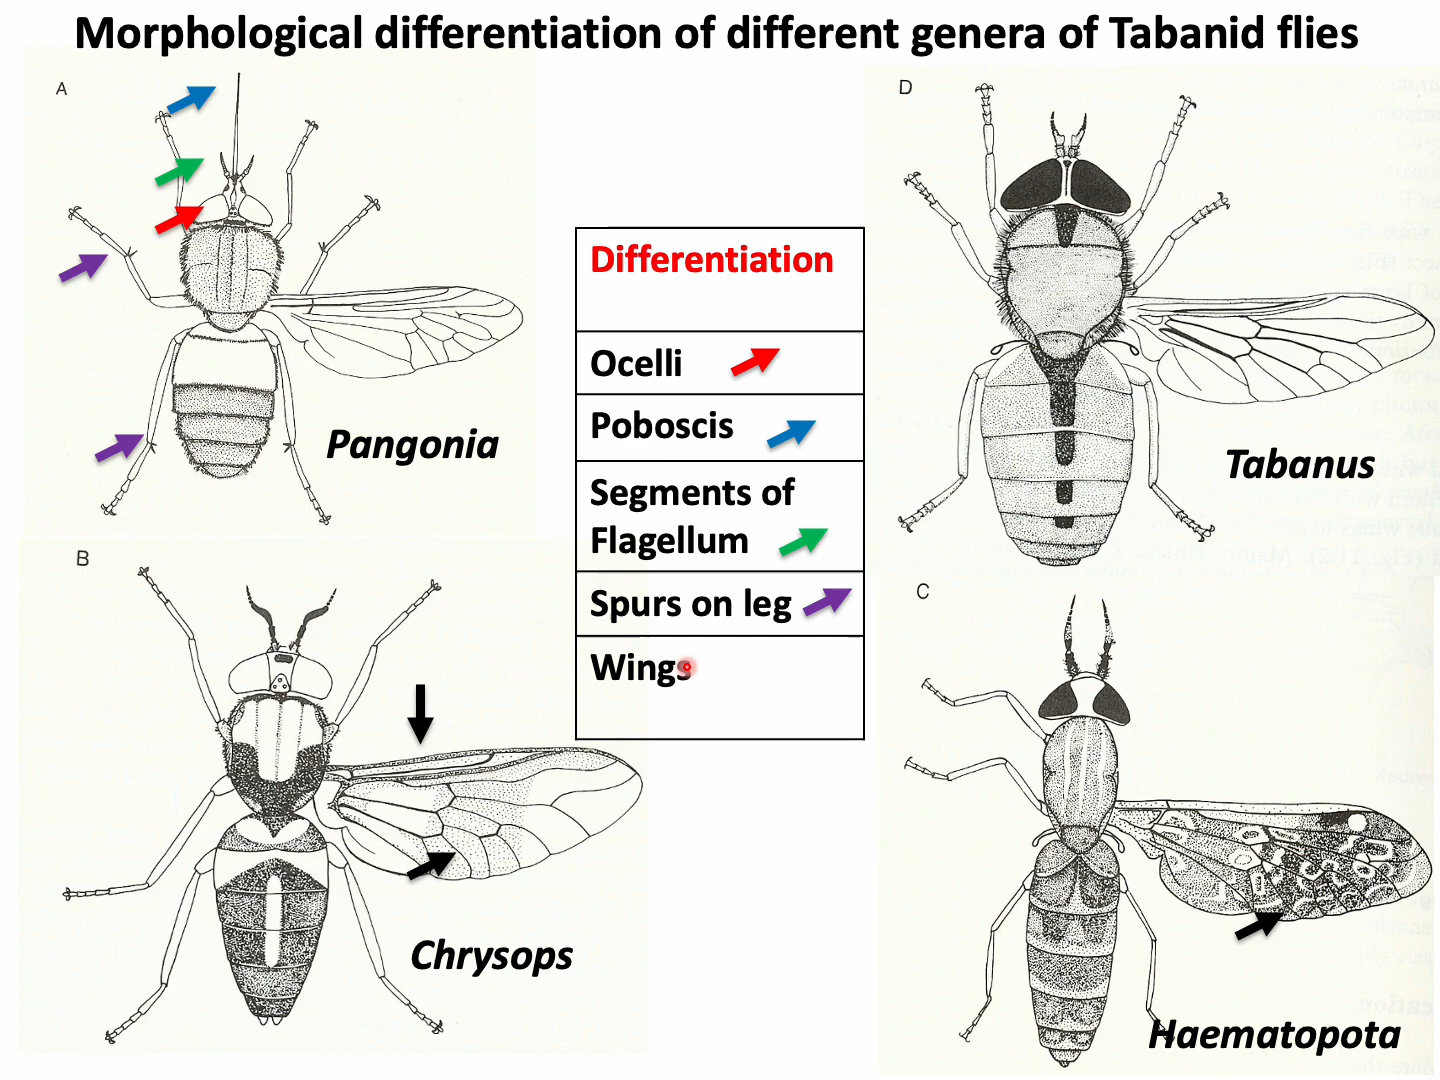 Morphological differentiation of different genera of Tabanid flies
A
Pangonia
B
Chrysops
Differentiation
Ocelli
Poboscis
Segments of
Flagellum
Spurs on leg
Wings
D
Tabanus
C
Haematopota